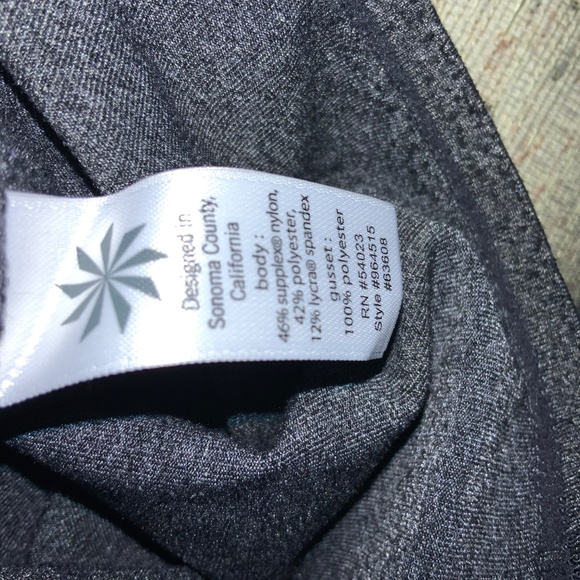 Designed in
Sonoma County,
California
body :
46% supplex® nylon,
42% polyester,
12% lycra® spandex
gusset :
100% polyester
RN #54023
Style #964515
#63608